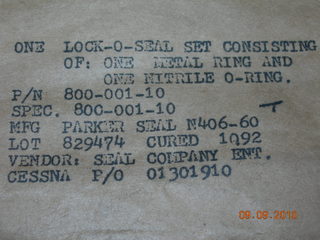 ONE LOCK-O-SEAL SET CONSISTING
OF: ONE METAL RING AND
ONE NITRILE O-RING.
P/N 800-001-10
SPEC. 800-001-10
MFG PARKER SEAL N406-60
LOT 829474 CURED 1Q92
VENDOR: SEAL COMPANY ENT.
CESSNA P/O 01301910
09.09.2010